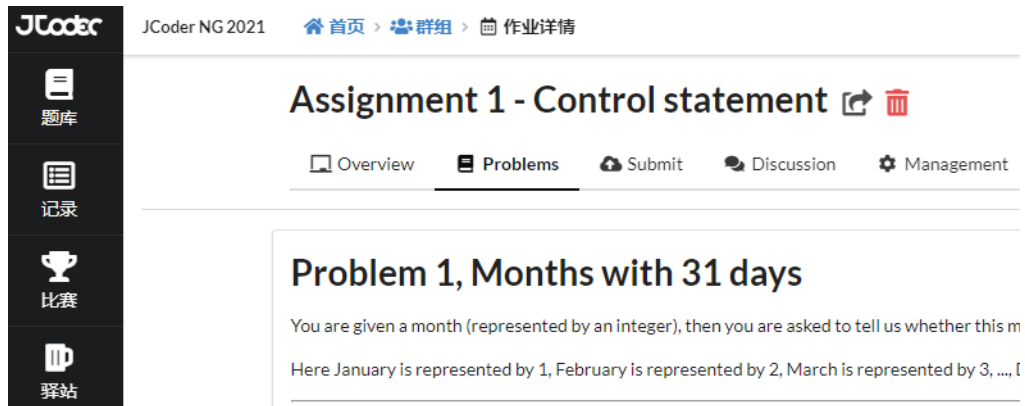 JCoder
JCoder NG 2021 首页 > 群组 > 作业详情
题库
记录
比赛
驿站
Assignment 1 - Control statement
Overview Problems Submit Discussion Management
Problem 1, Months with 31 days
You are given a month (represented by an integer), then you are asked to tell us whether this
Here January is represented by 1, February is represented by 2, March is represented by 3, ...,